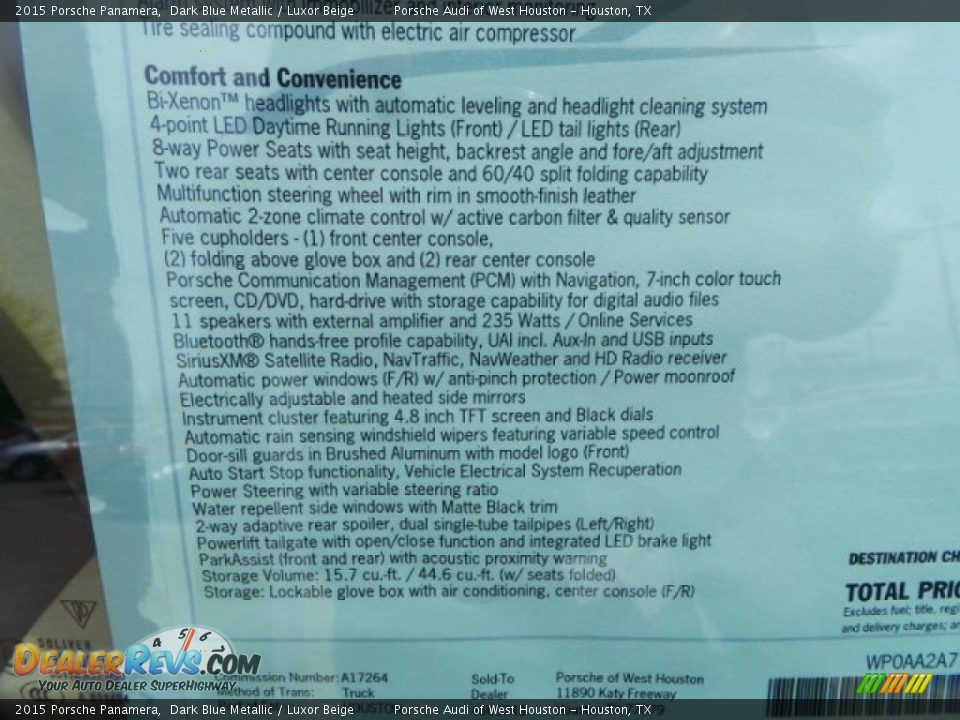 2015 Porsche Panamera, Dark Blue Metallic / Luxor Beige Porsche Audi of West Houston - Houston, TX
Tire sealing compound with electric air compressor
Comfort and Convenience
Bi-Xenon™ headlights with automatic leveling and headlight cleaning system
4-point LED Daytime Running Lights (Front) / LED tail lights (Rear)
8-way Power Seats with seat height, backrest angle and fore/aft adjustment
Two rear seats with center console and 60/40 split folding capability
Multifunction steering wheel with rim in smooth-finish leather
Automatic 2-zone climate control w/ active carbon filter & quality sensor
Five cupholders - (1) front center console,
(2) folding above glove box and (2) rear center console
Porsche Communication Management (PCM) with Navigation, 7-inch color touch
screen, CD/DVD, hard-drive with storage capability for digital audio files
11 speakers with external amplifier and 235 Watts / Online Services
Bluetooth® hands-free profile capability, UAI incl. Aux-In and USB inputs
SiriusXM® Satellite Radio, NavTraffic, NavWeather and HD Radio receiver
Automatic power windows (F/R) w/ anti-pinch protection / Power moonroof
Electrically adjustable and heated side mirrors
Instrument cluster featuring 4.8 inch TFT screen and Black dials
Automatic rain sensing windshield wipers featuring variable speed control
Door-sill guards in Brushed Aluminum with model logo (Front)
Auto Start Stop functionality, Vehicle Electrical System Recuperation
Power Steering with variable steering ratio
Water repellent side windows with Matte Black trim
2-way adaptive rear spoiler, dual single-tube tailpipes (Left/Right)
Powerlift tailgate with open/close function and integrated LED brake light
ParkAssist (front and rear) with acoustic proximity warning
Storage Volume: 15.7 cu.-ft. / 44.6 cu.-ft. (w/ seats folded)
Storage: Lockable glove box with air conditioning, center console (F/R)
DESTINATION CH
TOTAL PRIC
Excludes fuel, title, regi
and delivery charges; an
WP0AA2A7
Commission Number: A17264
Method of Trans: Truck
Sold-To
Dealer
Porsche of West Houston
11890 Katy Freeway
4 5 6
DEALERREVS.COM
YOUR AUTO DEALER SUPERHIGHWAY
2015 Porsche Panamera, Dark Blue Metallic / Luxor Beige Porsche Audi of West Houston - Houston, TX